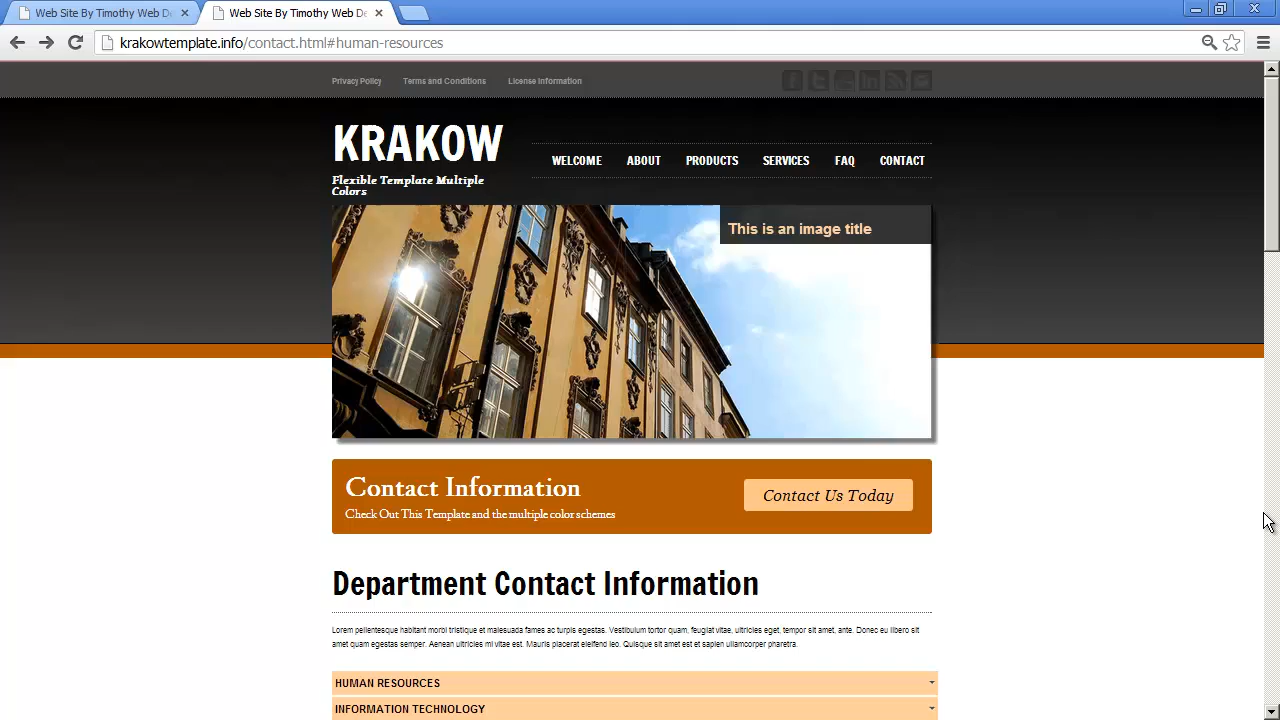 Web Site By Timothy Web De
Web Site By Timothy Web De
krakowtemplate.info/contact.html#human-resources
Privacy Policy Terms and Conditions License Information
KRAKOW
Flexible Template Multiple
Colors
WELCOME ABOUT PRODUCTS SERVICES FAQ CONTACT
This is an image title
Contact Information
Check Out This Template and the multiple color schemes
Contact Us Today
Department Contact Information
Lorem pellentesque habitant morbi tristique et malesuada fames ac turpis egestas. Vestibulum tortor quam, feugiat vitae, ultricies eget, tempor sit amet, ante. Donec eu libero sit
amet quam egestas semper. Aenean ultricies mi vitae est. Mauris placerat eleifend leo. Quisque sit amet est et sapien ullamcorper pharetra.
HUMAN RESOURCES
INFORMATION TECHNOLOGY